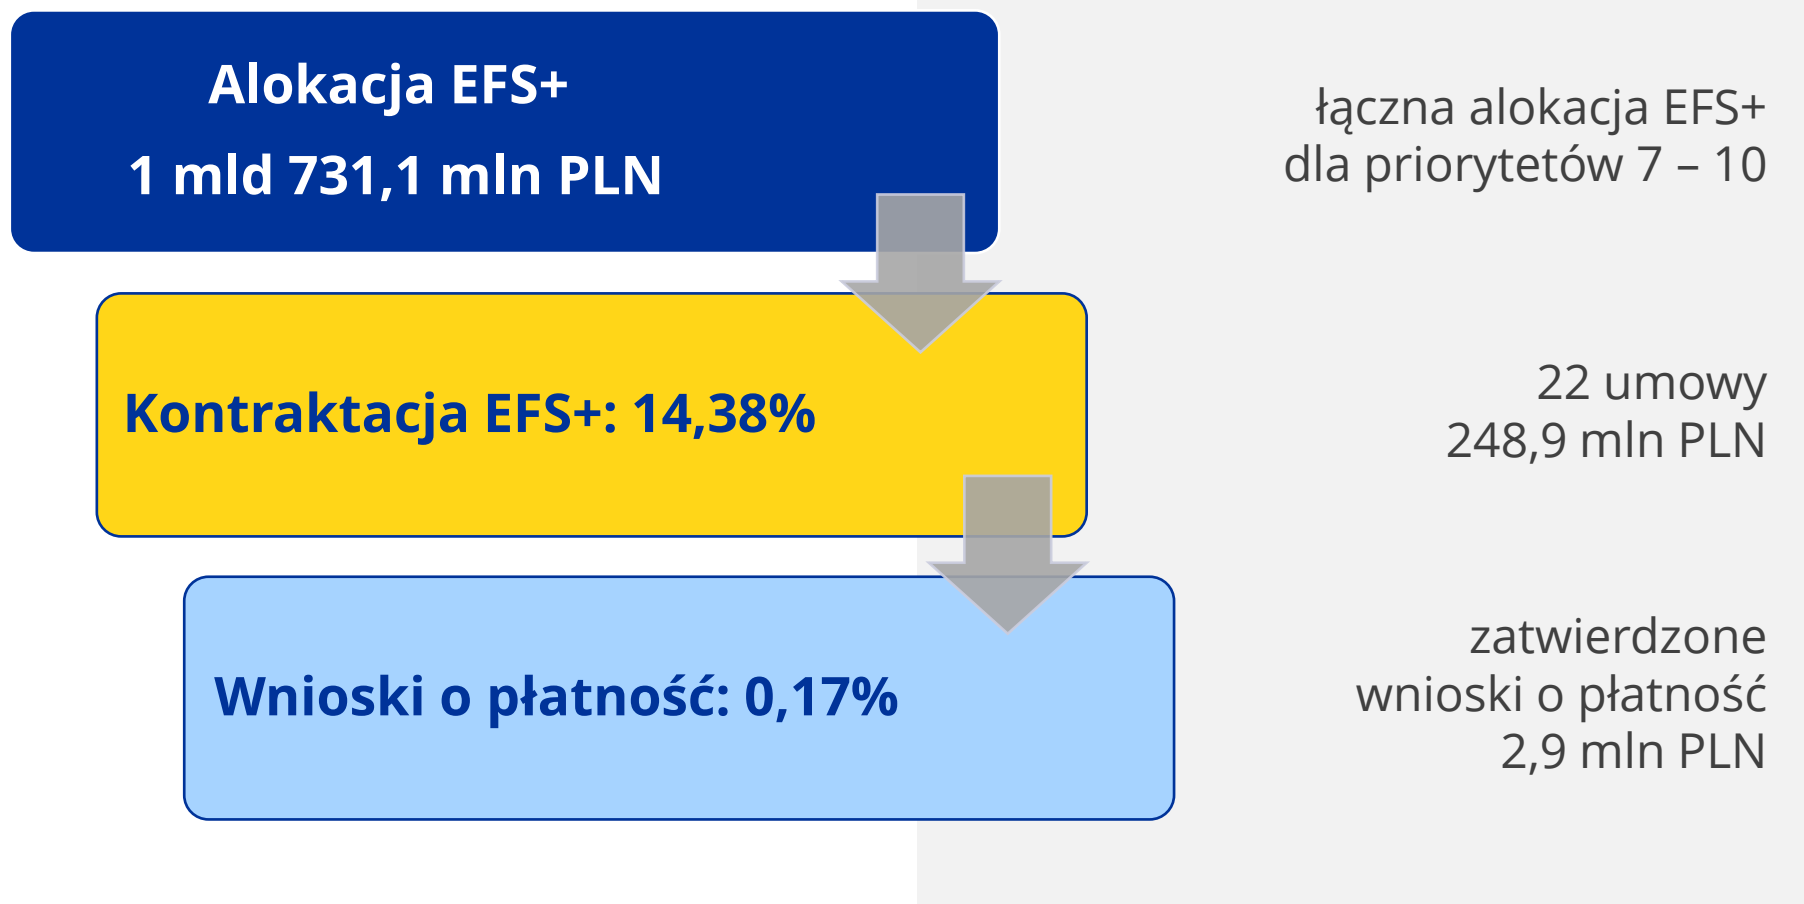 Alokacja EFS+
1 mld 731,1 mln PLN
łączna alokacja EFS+
dla priorytetów 7 – 10
Kontraktacja EFS+: 14,38%
22 umowy
248,9 mln PLN
Wnioski o płatność: 0,17%
zatwierdzone
wnioski o płatność
2,9 mln PLN